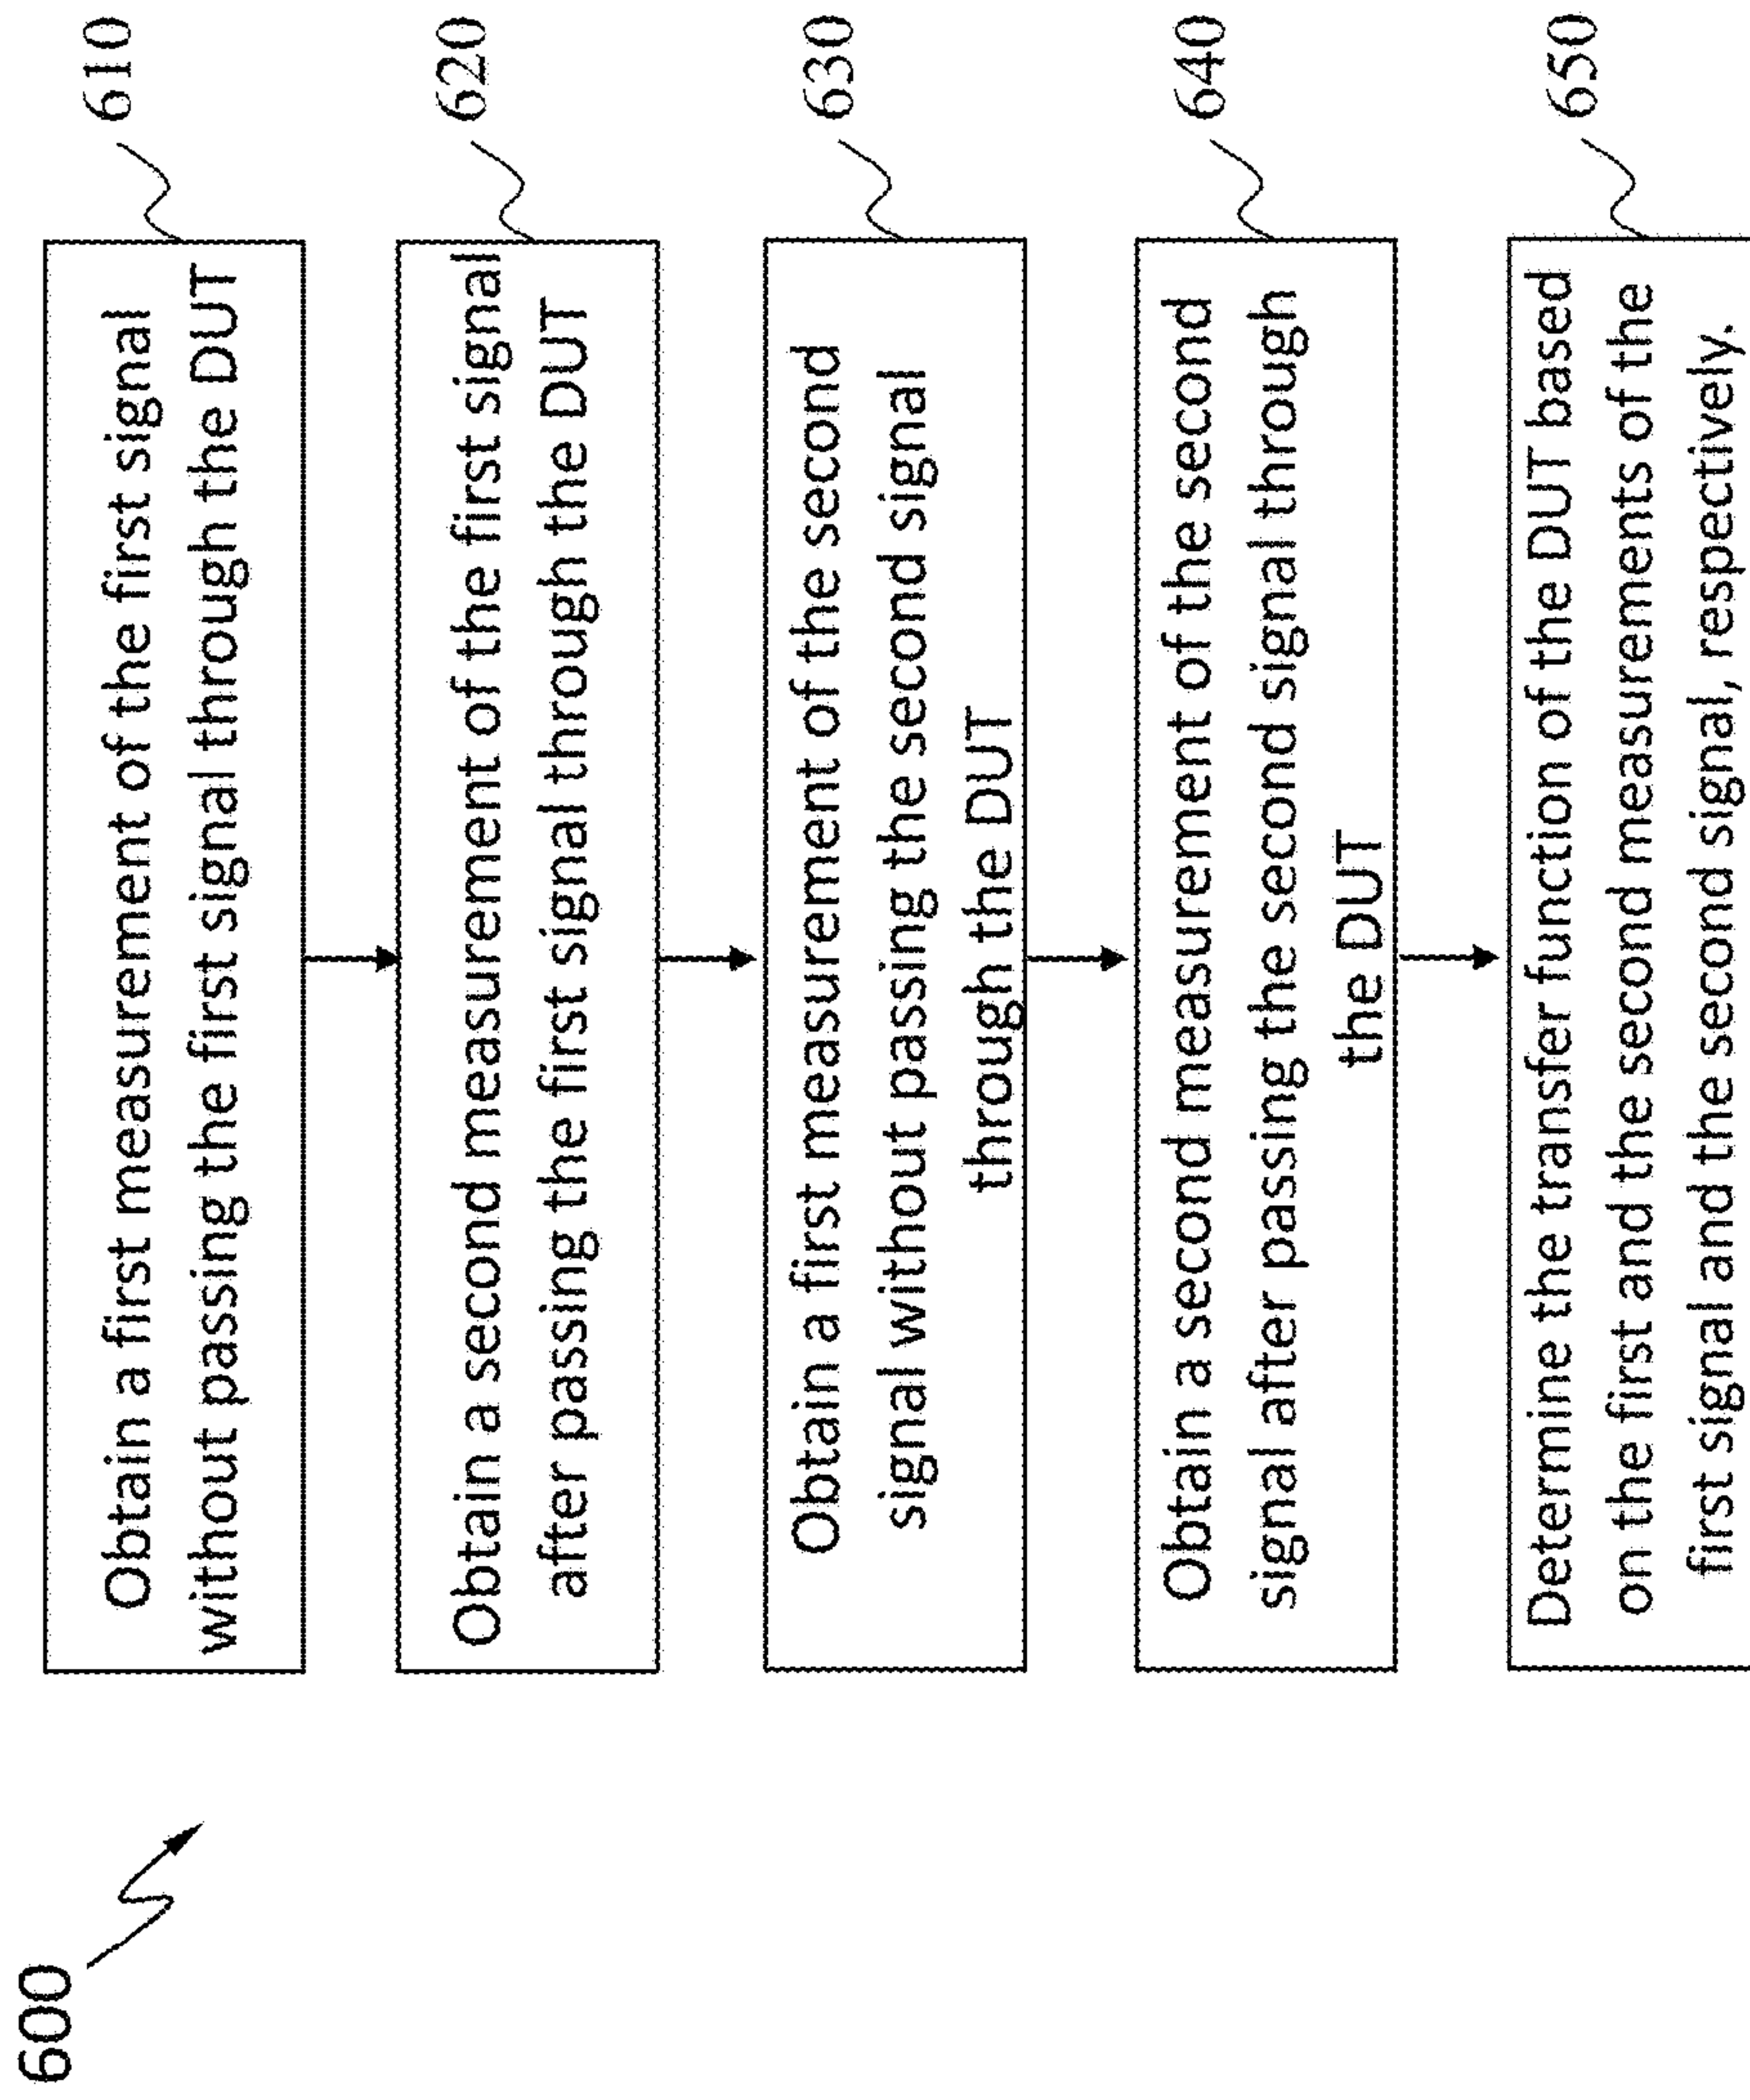 600
Obtain a first measurement of the first signal
without passing the first signal through the DUT
610
Obtain a second measurement of the first signal
after passing the first signal through the DUT
620
Obtain a first measurement of the second
signal without passing the second signal
through the DUT
630
Obtain a second measurement of the second
signal after passing the second signal through
the DUT
640
Determine the transfer function of the DUT based
on the first and the second measurements of the
first signal and the second signal, respectively.
650